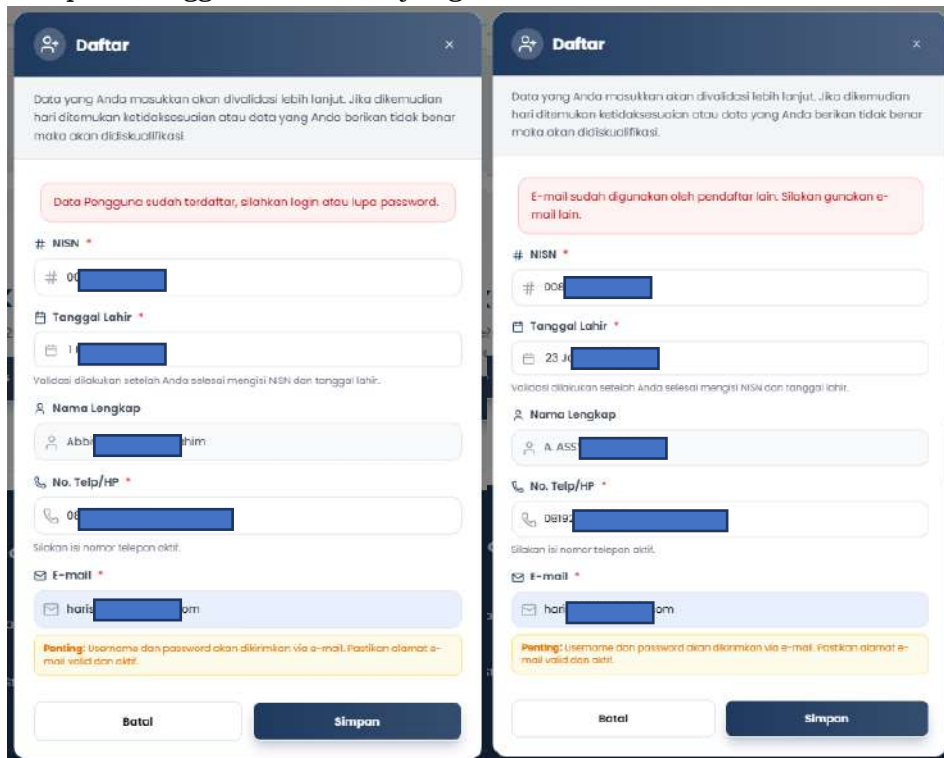 Daftar ×
Data yang Anda masukkan akan divalidasi lebih lanjut. Jika dikemudian
hari ditemukan ketidaksesuaian atau data yang Anda berikan tidak benar
maka akan didiskualifikasi.
Data Pengguna sudah terdaftar, silahkan login atau lupa password.
# NISN *
# 00
Tanggal Lahir *
1
Validasi dilakukan setelah Anda selesai mengisi NISN dan tanggal lahir.
Nama Lengkap
Abb him
No. Telp/HP *
08
Silakan isi nomor telepon aktif.
E-mail *
haris om
Penting: Username dan password akan dikirimkan via e-mail. Pastikan alamat e-
mail valid dan aktif.
Batal Simpan
Daftar ×
Data yang Anda masukkan akan divalidasi lebih lanjut. Jika dikemudian
hari ditemukan ketidaksesuaian atau data yang Anda berikan tidak benar
maka akan didiskualifikasi.
E-mail sudah digunakan oleh pendaftar lain. Silakan gunakan e-
mail lain.
# NISN *
# 008
Tanggal Lahir *
23 J
Validasi dilakukan setelah Anda selesai mengisi NISN dan tanggal lahir.
Nama Lengkap
A. ASS
No. Telp/HP *
08192
Silakan isi nomor telepon aktif.
E-mail *
hari om
Penting: Username dan password akan dikirimkan via e-mail. Pastikan alamat e-
mail valid dan aktif.
Batal Simpan